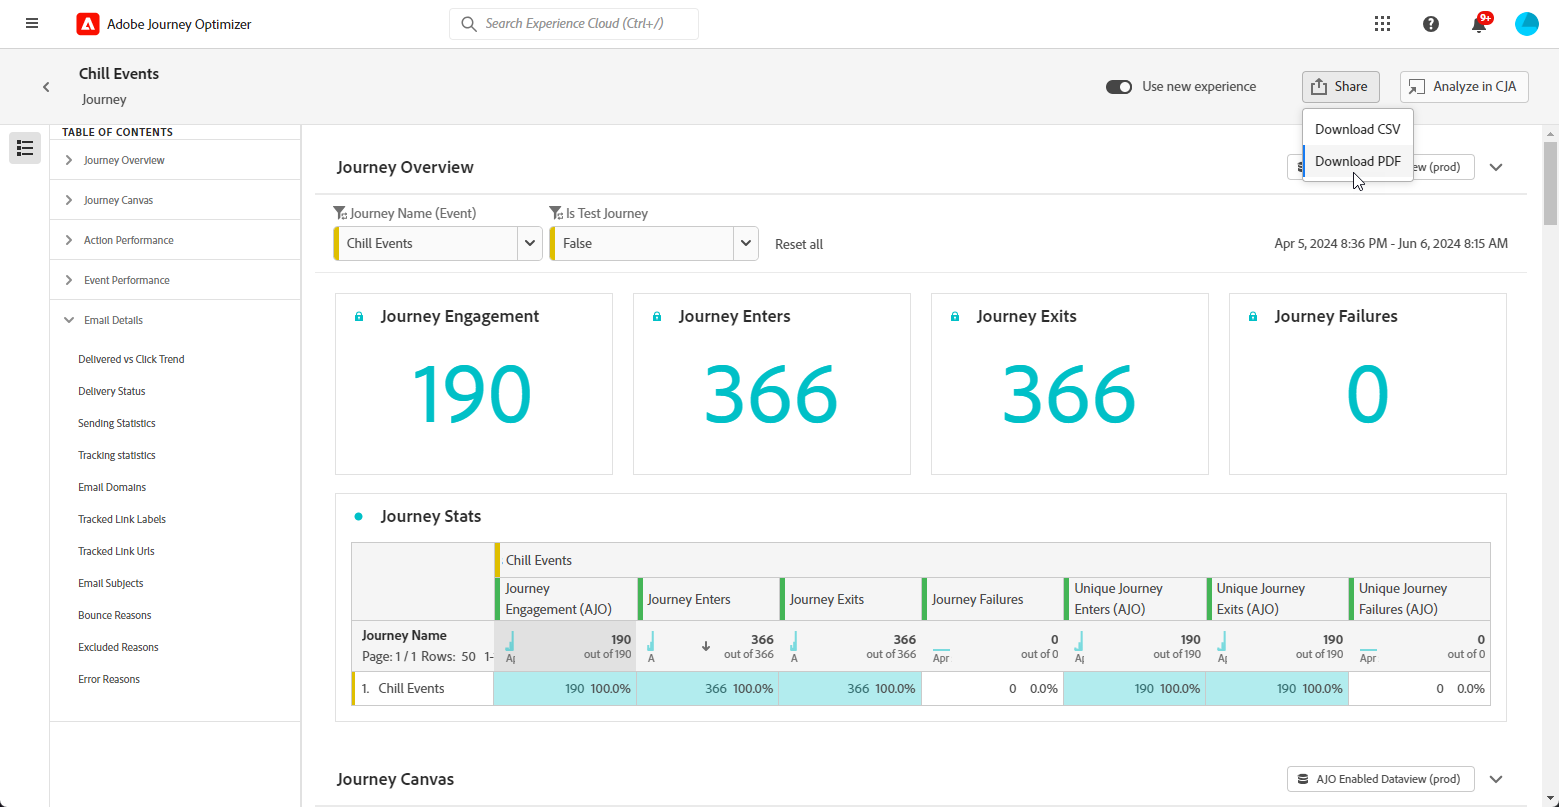 Adobe Journey Optimizer
Search Experience Cloud (Ctrl+/)
9+
Chill Events
Journey
Use new experience
Share
Analyze in CJA
Download CSV
Download PDF
TABLE OF CONTENTS
Journey Overview
Journey Canvas
Action Performance
Event Performance
Email Details
Delivered vs Click Trend
Delivery Status
Sending Statistics
Tracking statistics
Email Domains
Tracked Link Labels
Tracked Link Urls
Email Subjects
Bounce Reasons
Excluded Reasons
Error Reasons
Journey Overview
(prod)
Journey Name (Event)
Is Test Journey
Chill Events
False
Reset all
Apr 5, 2024 8:36 PM - Jun 6, 2024 8:15 AM
Journey Engagement
190
Journey Enters
366
Journey Exits
366
Journey Failures
0
Journey Stats
Chill Events
Journey
Engagement (AJO)
Journey Enters
Journey Exits
Journey Failures
Unique Journey
Enters (AJO)
Unique Journey
Exits (AJO)
Unique Journey
Failures (AJO)
Journey Name
Page: 1 / 1 Rows: 50 1-
190
out of 190
A
366
out of 366
A
366
out of 366
Apr
0
out of 0
190
out of 190
190
out of 190
Apr
0
out of 0
1. Chill Events
190 100.0%
366 100.0%
366 100.0%
0 0.0%
190 100.0%
190 100.0%
0 0.0%
Journey Canvas
AJO Enabled Dataview (prod)